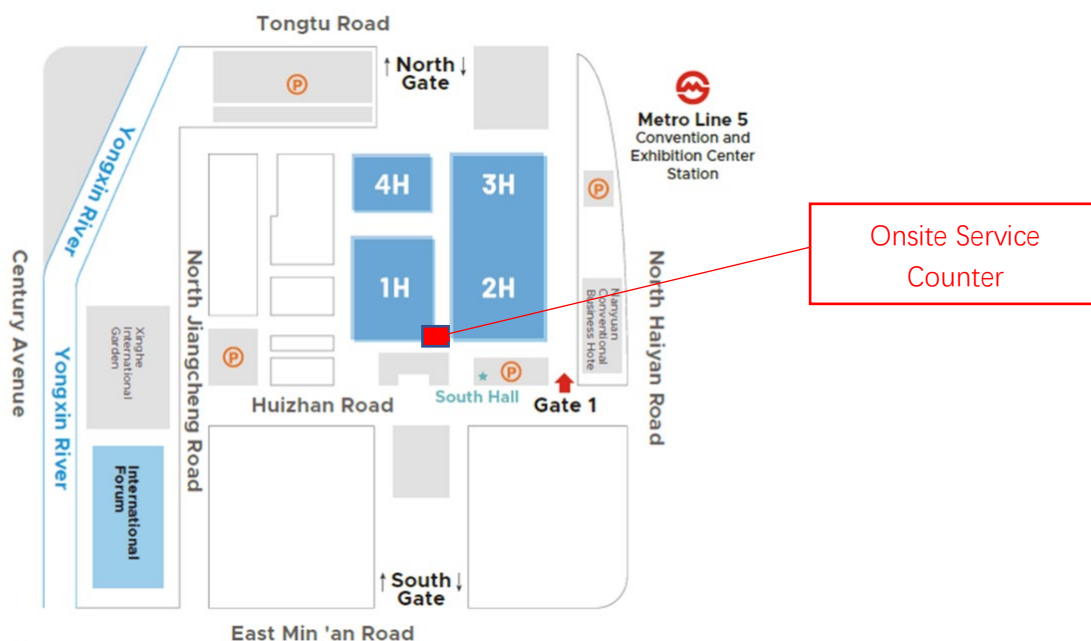 Tongtu Road
↑North↓
Gate
P
Metro Line 5
Convention and
Exhibition Center
Station
Yongxin River
4H
3H
P
Onsite Service
Counter
Century Avenue
North Jiangcheng Road
1H
2H
Nanyuan
Conventional
Business Hote
North Haiyan Road
Xinghe
International
Garden
Yongxin River
P
P
South Hall
Huizhan Road
Gate 1
International
Forum
↑South↓
Gate
East Min 'an Road